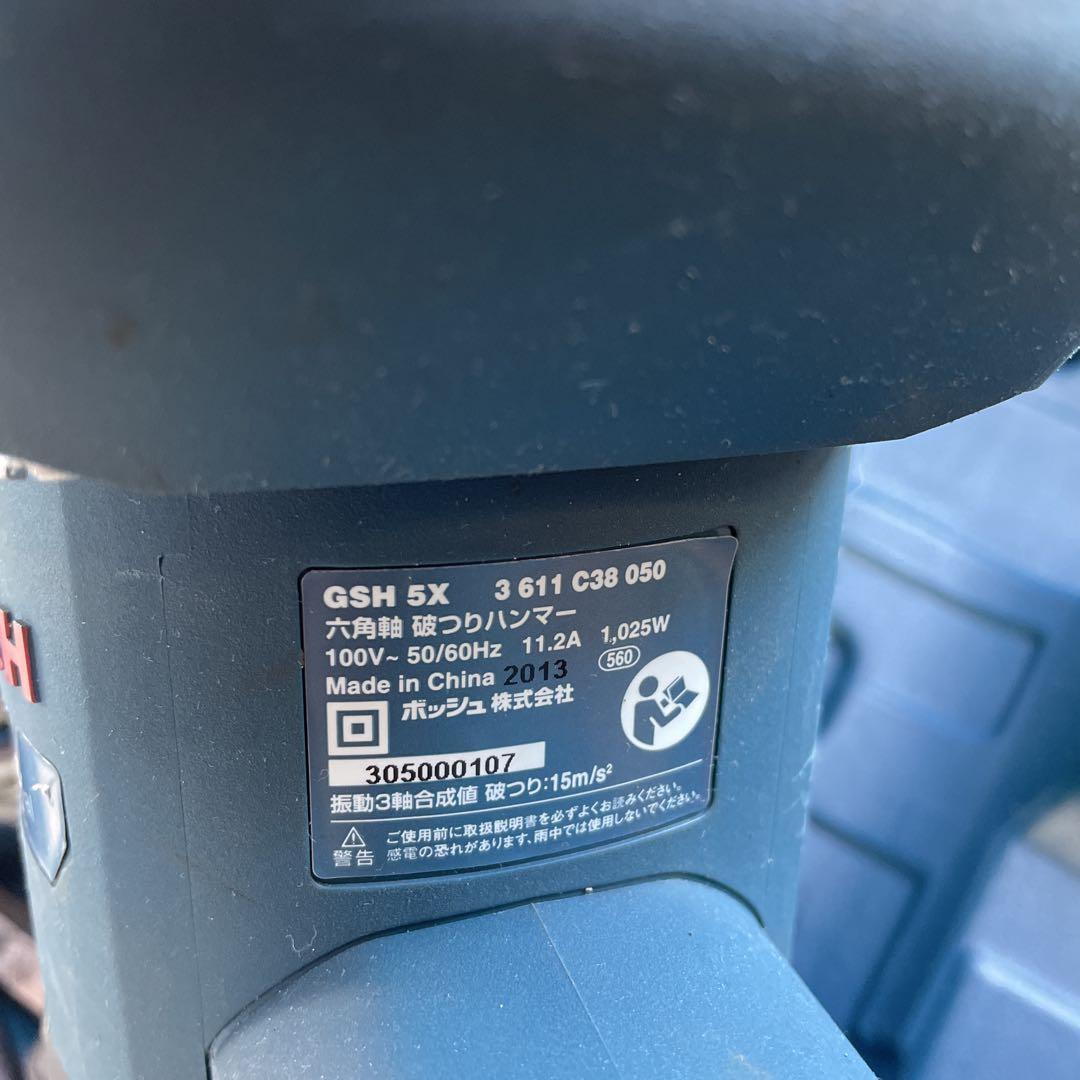 GSH 5X 3 611 C38 050
六角軸 破つりハンマー
100V~ 50/60Hz 11.2A 1,025W
Made in China 2013 560
ボッシュ 株式会社
305000107
振動3軸合成値 破つり:15m/s²
ご使用前に取扱説明書を必ずよくお読みください。
警告 感電の恐れがあります、雨中では使用しないでください。